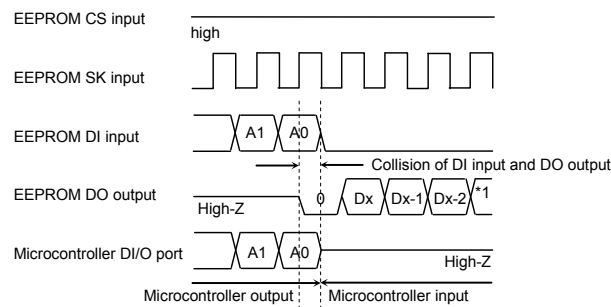 EEPROM CS input
high
EEPROM SK input
EEPROM DI input
A1 A0
Collision of DI input and DO output
EEPROM DO output
High-Z
0 Dx Dx-1 Dx-2 *1
Microcontroller DI/O port
A1 A0
High-Z
Microcontroller output Microcontroller input